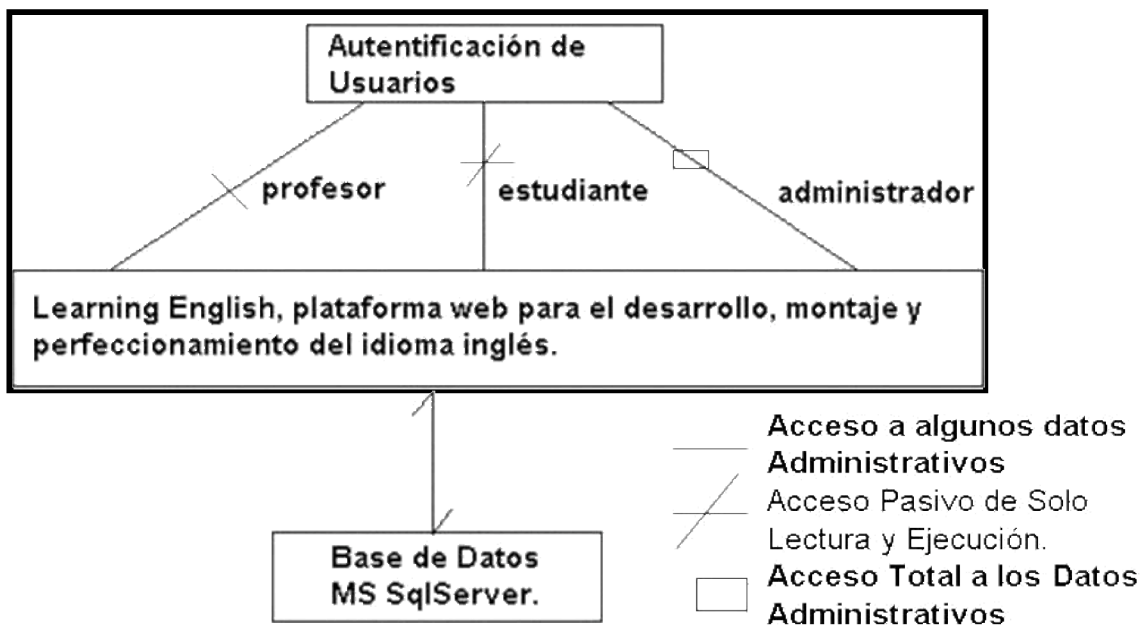 Autentificación de
Usuarios
profesor
estudiante
administrador
Learning English, plataforma web para el desarrollo, montaje y
perfeccionamiento del idioma inglés.
Acceso a algunos datos
Administrativos
Acceso Pasivo de Solo
Lectura y Ejecución.
Acceso Total a los Datos
Administrativos
Base de Datos
MS SqlServer.